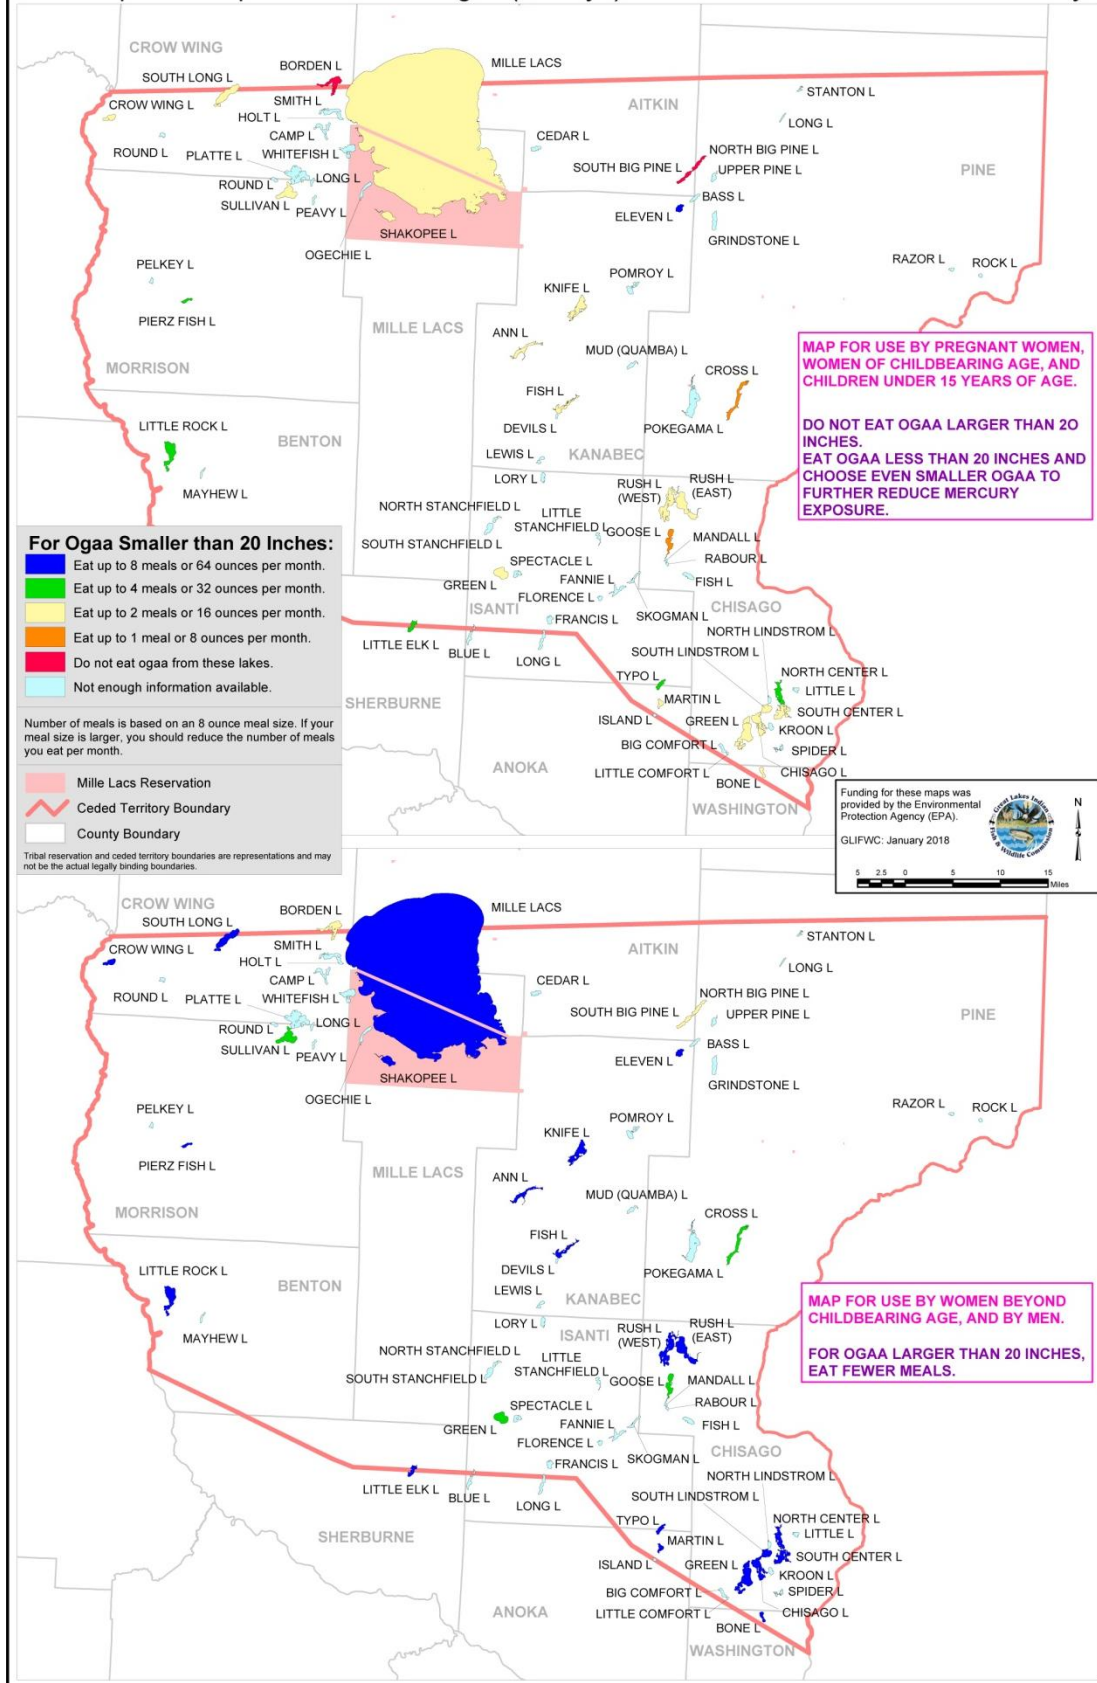 CROW WING
SOUTH LONG L
BORDEN L
MILLE LACS
CROW WING L
SMITH L
HOLT L
AITKIN
STANTON L
LONG L
CAMP L
ROUND L
PLATTE L
WHITEFISH L
CEDAR L
NORTH BIG PINE L
SOUTH BIG PINE L
UPPER PINE L
PINE
ROUND L
LONG L
SULLIVAN L
PEAVY L
BASS L
ELEVEN L
SHAKOPEE L
GRINDSTONE L
OGECHIE L
PELKEY L
RAZOR L
ROCK L
POMROY L
KNIFE L
PIERZ FISH L
MILLE LACS
ANN L
MUD (QUAMBA) L
MORRISON
CROSS L
FISH L
LITTLE ROCK L
DEVILS L
POKEGAMA L
BENTON
LEWIS L
KANABEC
MAYHEW L
LORY L
RUSH L
(WEST)
RUSH L
(EAST)
NORTH STANCHFIELD L
LITTLE
STANCHFIELD L
GOOSE L
MANDALL L
SOUTH STANCHFIELD L
RABOUR L
SPECTACLE L
GREEN L
FANNIE L
FISH L
FLORENCE L
ISANTI
CHISAGO
FRANCIS L
SKOGMAN L
NORTH LINDSTROM L
LITTLE ELK L
BLUE L
LONG L
SOUTH LINDSTROM L
TYPO L
NORTH CENTER L
SHERBURNE
MARTIN L
LITTLE L
ISLAND L
GREEN L
SOUTH CENTER L
KROON L
BIG COMFORT L
SPIDER L
ANOKA
LITTLE COMFORT L
CHISAGO L
BONE L
WASHINGTON
MAP FOR USE BY PREGNANT WOMEN,
WOMEN OF CHILDBEARING AGE, AND
CHILDREN UNDER 15 YEARS OF AGE.
DO NOT EAT OGAA LARGER THAN 2O
INCHES.
EAT OGAA LESS THAN 20 INCHES AND
CHOOSE EVEN SMALLER OGAA TO
FURTHER REDUCE MERCURY
EXPOSURE.
For Ogaa Smaller than 20 Inches:
Eat up to 8 meals or 64 ounces per month.
Eat up to 4 meals or 32 ounces per month.
Eat up to 2 meals or 16 ounces per month.
Eat up to 1 meal or 8 ounces per month.
Do not eat ogaa from these lakes.
Not enough information available.
Number of meals is based on an 8 ounce meal size. If your
meal size is larger, you should reduce the number of meals
you eat per month.
Mille Lacs Reservation
Ceded Territory Boundary
County Boundary
Tribal reservation and ceded territory boundaries are representations and may
not be the actual legally binding boundaries.
Funding for these maps was
provided by the Environmental
Protection Agency (EPA).
GLIFWC: January 2018
Great Lakes Indian
Fish & Wildlife Commission
N
5 2.5 0 5 10 15
Miles
CROW WING
SOUTH LONG L
BORDEN L
MILLE LACS
CROW WING L
SMITH L
HOLT L
AITKIN
STANTON L
LONG L
CAMP L
ROUND L
PLATTE L
WHITEFISH L
CEDAR L
NORTH BIG PINE L
SOUTH BIG PINE L
UPPER PINE L
PINE
ROUND L
LONG L
SULLIVAN L
PEAVY L
BASS L
ELEVEN L
SHAKOPEE L
GRINDSTONE L
OGECHIE L
PELKEY L
RAZOR L
ROCK L
POMROY L
KNIFE L
PIERZ FISH L
MILLE LACS
ANN L
MUD (QUAMBA) L
MORRISON
CROSS L
FISH L
LITTLE ROCK L
DEVILS L
POKEGAMA L
BENTON
LEWIS L
KANABEC
MAYHEW L
LORY L
ISANTI
RUSH L
(WEST)
RUSH L
(EAST)
NORTH STANCHFIELD L
LITTLE
STANCHFIELD L
SOUTH STANCHFIELD L
GOOSE L
MANDALL L
RABOUR L
SPECTACLE L
GREEN L
FANNIE L
FISH L
FLORENCE L
CHISAGO
FRANCIS L
SKOGMAN L
NORTH LINDSTROM L
LITTLE ELK L
BLUE L
LONG L
SOUTH LINDSTROM L
TYPO L
NORTH CENTER L
SHERBURNE
MARTIN L
LITTLE L
ISLAND L
GREEN L
SOUTH CENTER L
KROON L
BIG COMFORT L
SPIDER L
ANOKA
LITTLE COMFORT L
CHISAGO L
BONE L
WASHINGTON
MAP FOR USE BY WOMEN BEYOND
CHILDBEARING AGE, AND BY MEN.
FOR OGAA LARGER THAN 20 INCHES,
EAT FEWER MEALS.